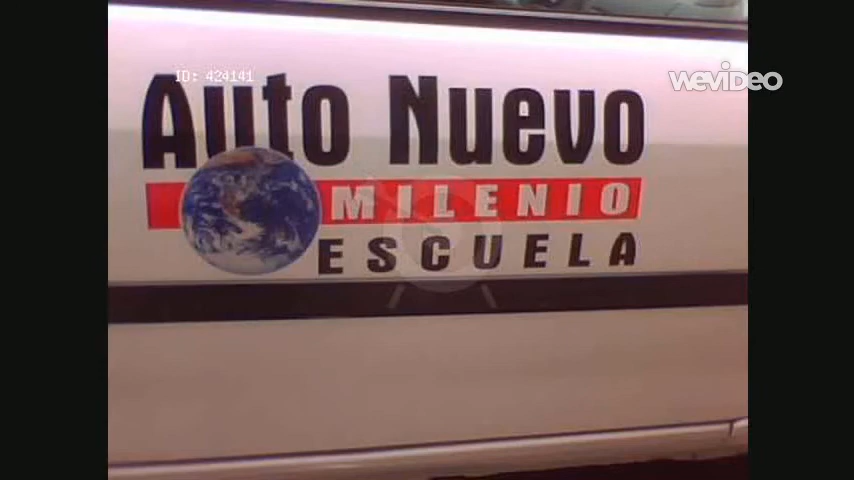 ID: 424141
WeVideo
Auto Nuevo
MILENIO
ESCUELA